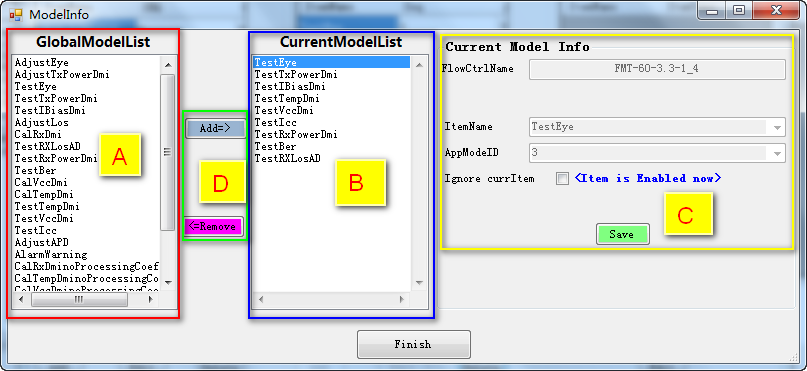 ModelInfo
GlobalModelList
AdjustEye
AdjustTxPowerDmi
TestEye
TestTxPowerDmi
TestIBiasDmi
AdjustLos
CalRxDmi
TestRXLosAD
TestRxPowerDmi
TestBer
CalVccDmi
CalTempDmi
TestTempDmi
TestVccDmi
TestIcc
AdjustAPD
AlarmWarning
CalRxDminoProcessingCoef
CalTempDminoProcessingCo
CalVccDminoProcessingCoe
A
Add=>
D
<=Remove
CurrentModelList
TestEye
TestTxPowerDmi
TestIBiasDmi
TestTempDmi
TestVccDmi
TestIcc
TestRxPowerDmi
TestBer
TestRXLosAD
B
Current Model Info
FlowCtrlName FMT-60-3.3-1_4
ItemName TestEye
AppModeID 3
Ignore currItem <Item is Enabled now>
C
Save
Finish